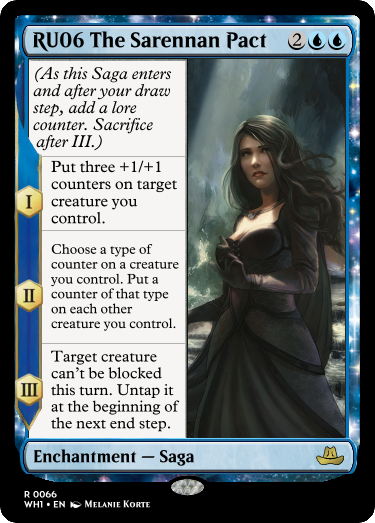 RU06 The Sarennan Pact 2
(As this Saga enters
and after your draw
step, add a lore
counter. Sacrifice
after III.)
I
Put three +1/+1
counters on target
creature you
control.
II
Choose a type of
counter on a creature
you control. Put a
counter of that type
on each other
creature you control.
III
Target creature
can't be blocked
this turn. Untap it
at the beginning of
the next end step.
Enchantment — Saga
R 0066
WH1 • EN Melanie Korte